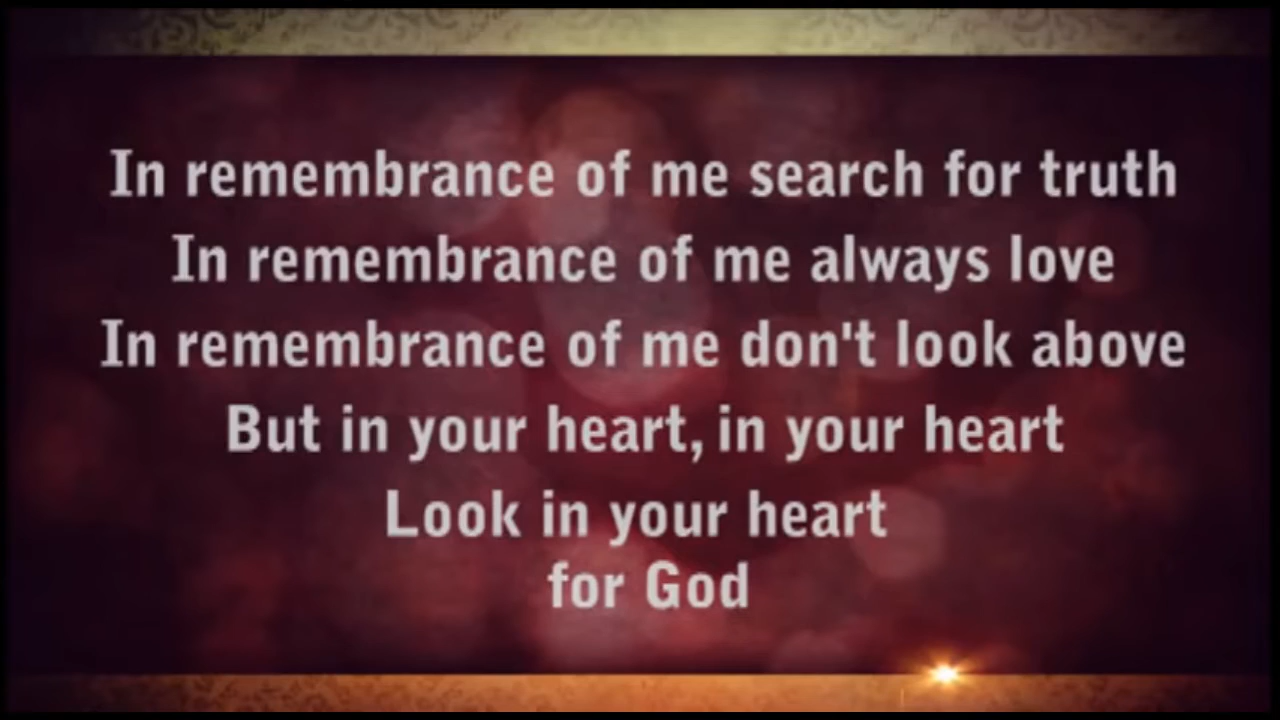 In remembrance of me search for truth
In remembrance of me always love
In remembrance of me don't look above
But in your heart, in your heart
Look in your heart
for God